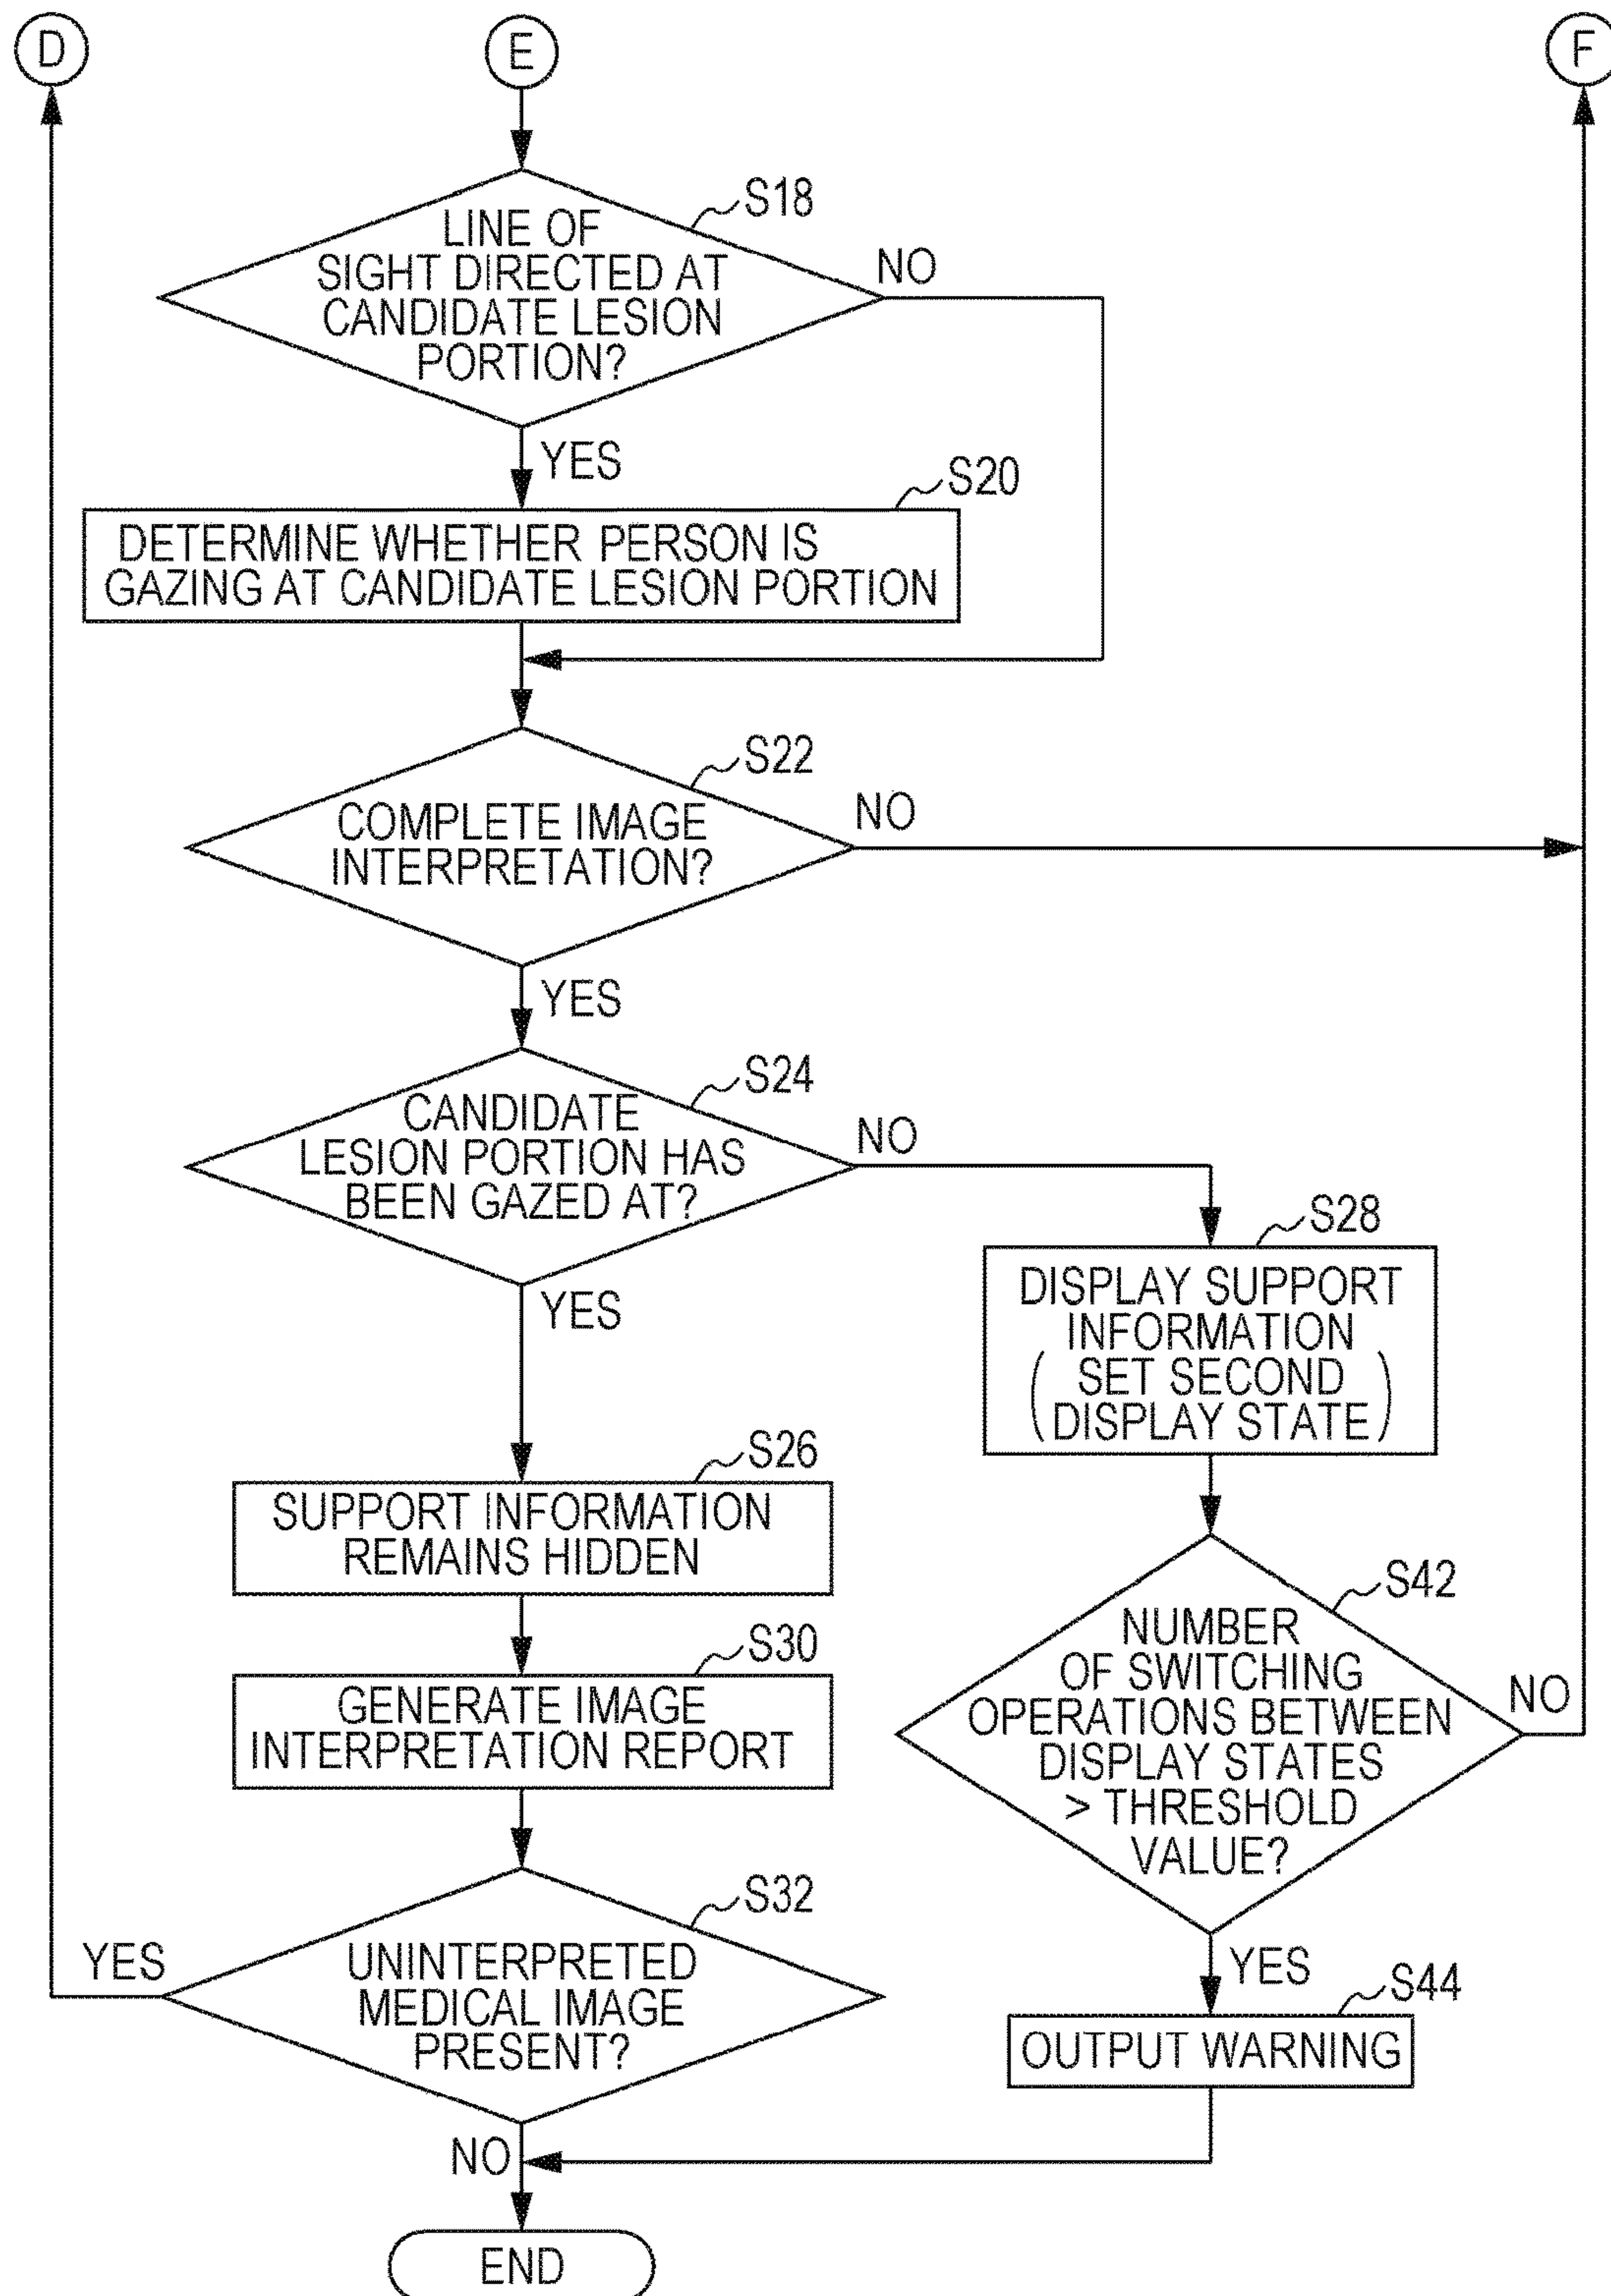 D
E
F
S18
LINE OF
SIGHT DIRECTED AT
CANDIDATE LESION
PORTION?
NO
YES
S20
DETERMINE WHETHER PERSON IS
GAZING AT CANDIDATE LESION PORTION
S22
COMPLETE IMAGE
INTERPRETATION?
NO
YES
S24
CANDIDATE
LESION PORTION HAS
BEEN GAZED AT?
NO
YES
S28
DISPLAY SUPPORT
INFORMATION
( SET SECOND
DISPLAY STATE )
S26
SUPPORT INFORMATION
REMAINS HIDDEN
S30
GENERATE IMAGE
INTERPRETATION REPORT
S42
NUMBER
OF SWITCHING
OPERATIONS BETWEEN
DISPLAY STATES
> THRESHOLD
VALUE?
NO
YES
S32
UNINTERPRETED
MEDICAL IMAGE
PRESENT?
YES
NO
S44
OUTPUT WARNING
END